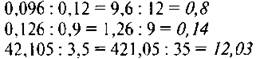 0,096 : 0,12 = 9,6 : 12 = 0,8
0,126 : 0,9 = 1,26 : 9 = 0,14
42,105 : 3,5 = 421,05 : 35 = 12,03